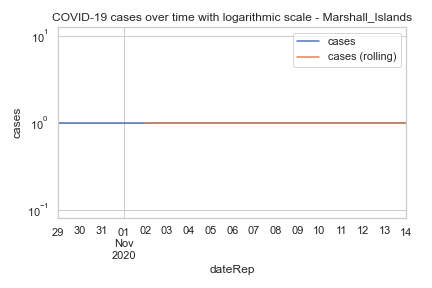 COVID-19 cases over time with logarithmic scale - Marshall_Islands
cases
cases (rolling)
10¹
10⁰
10⁻¹
cases
29 30 31 01 02 03 04 05 06 07 08 09 10 11 12 13 14
Nov
2020
dateRep